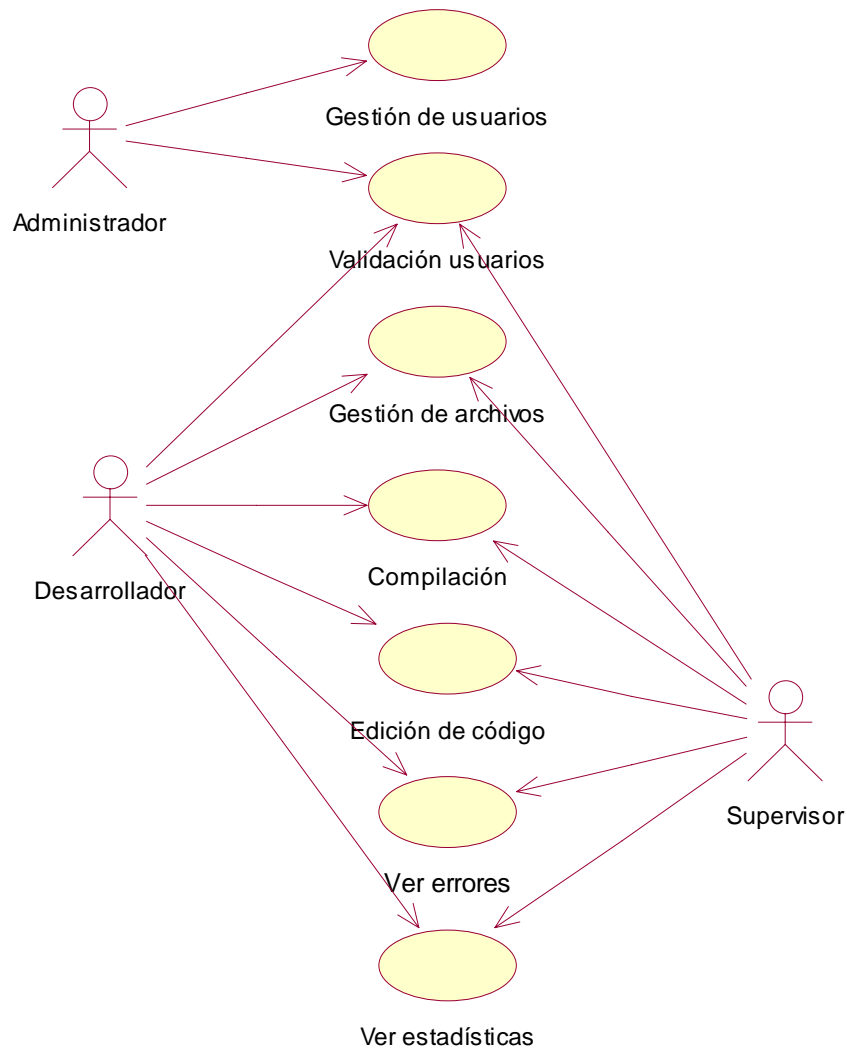 Gestión de usuarios
Administrador
Validación usuarios
Gestión de archivos
Compilación
Desarrollador
Edición de código
Supervisor
Ver errores
Ver estadísticas